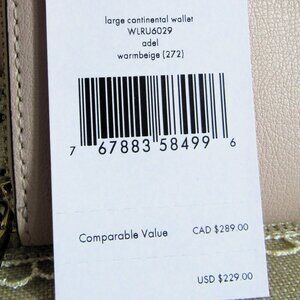 large continental wallet
WLRU6029
adel
warmbeige (272)
7 67883 58499 6
Comparable Value CAD $289.00
USD $229.00